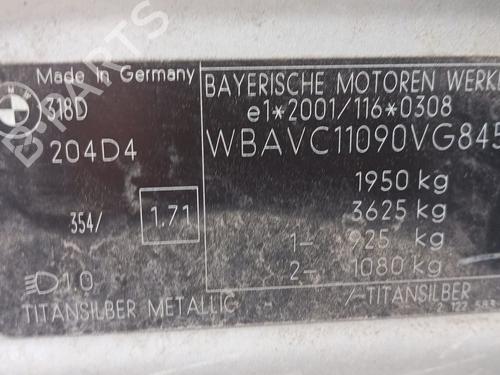 Made In Germany
318D
204D4
354/ 1.71
1.0
TITANSILBER METALLIC
BAYERISCHE MOTOREN WERKE
e1*2001/116*0308
WBAVC11090VG845
1950 kg
3625 kg
1- 925 kg
2- 1080 kg
/-TITANSILBER
B-PARTS